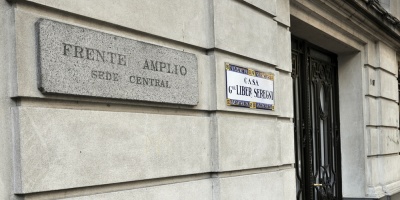 FRENTE AMPLIO
SEDE CENTRAL
CASA
Gral LIBER SEREGNI